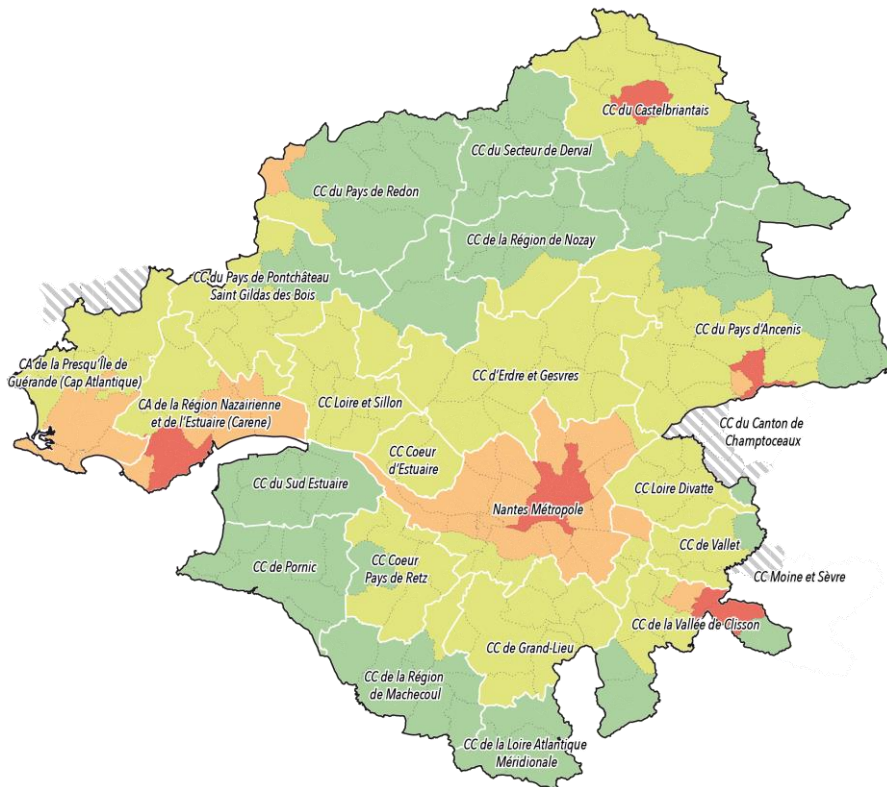 CC du Castelbriantais
CC du Secteur de Derval
CC du Pays de Redon
CC de la Région de Nozay
CC du Pays de Pontchâteau
Saint Gildas des Bois
CC du Pays d'Ancenis
CA de la Presqu'Île de
Guérande (Cap Atlantique)
CC d'Erdre et Gesvres
CA de la Région Nazairienne
et de l'Estuaire (Carene)
CC Loire et Sillon
CC du Canton de
Champtoceaux
CC Coeur
d'Estuaire
CC du Sud Estuaire
CC Loire Divatte
Nantes Métropole
CC de Vallet
CC de Pornic
CC Coeur
Pays de Retz
CC Moine et Sèvre
CC de la Vallée de Clisson
CC de Grand-Lieu
CC de la Région
de Machecoul
CC de la Loire Atlantique
Méridionale